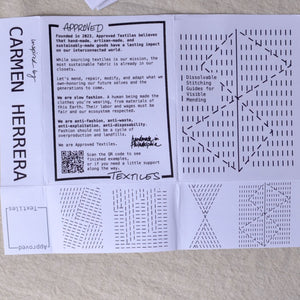 inspired by
CARMEN HERRERA
APPROVED
Founded in 2023, Approved Textiles believes
that hand-made, artisan-made, and
sustainably-made goods have a lasting impact
on our interconnected world.
While sourcing textiles is our mission, the
most sustainable fabric is already in our
closets.
Let's mend, repair, modify, and adapt what we
own—honoring our future selves and the
generations to come.
We are slow fashion. A human being made the
clothes you're wearing, from materials of
this Earth. Their labor and wages must be
fair and our ecosystem respected.
We are anti-fashion, anti-waste,
anti-exploitation, anti-disposability.
Fashion should not be a cycle of
overproduction and landfills.
We are Approved Textiles.
handmade in
Philadelphia
Scan the QR code to see
finished examples,
or if you need a little support
along the way.
TEXTILES
Dissolvable
Stitching
Guides for
Visible
Mending
Approved
Textiles